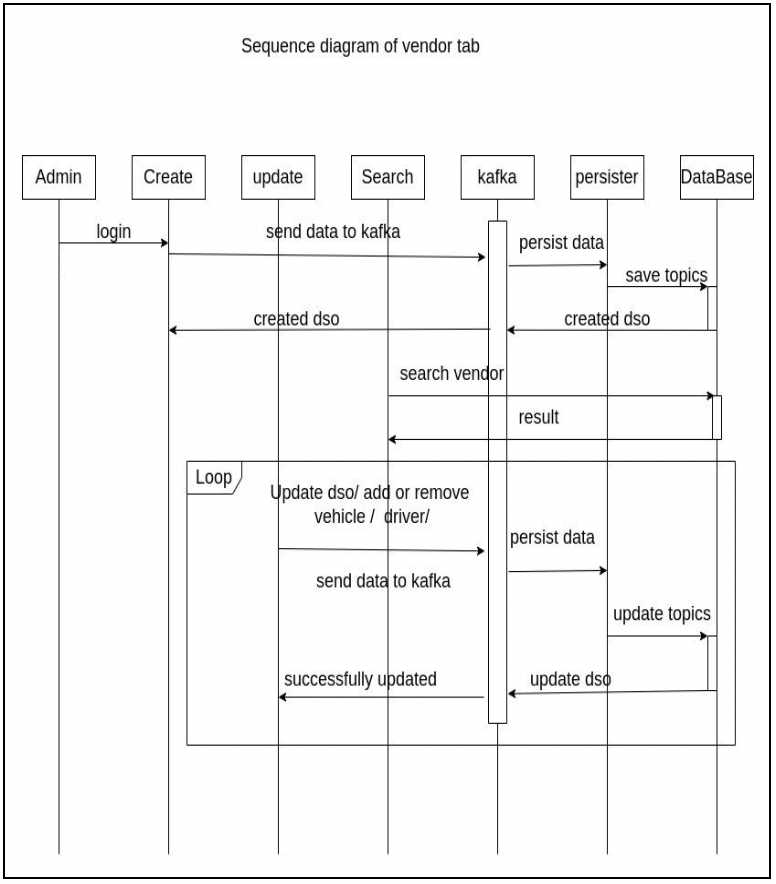 Sequence diagram of vendor tab
Admin
Create
update
Search
kafka
persister
DataBase
login
send data to kafka
persist data
save topics
created dso
created dso
search vendor
result
Loop
Update dso/ add or remove
vehicle / driver/
persist data
send data to kafka
update topics
successfully updated
update dso